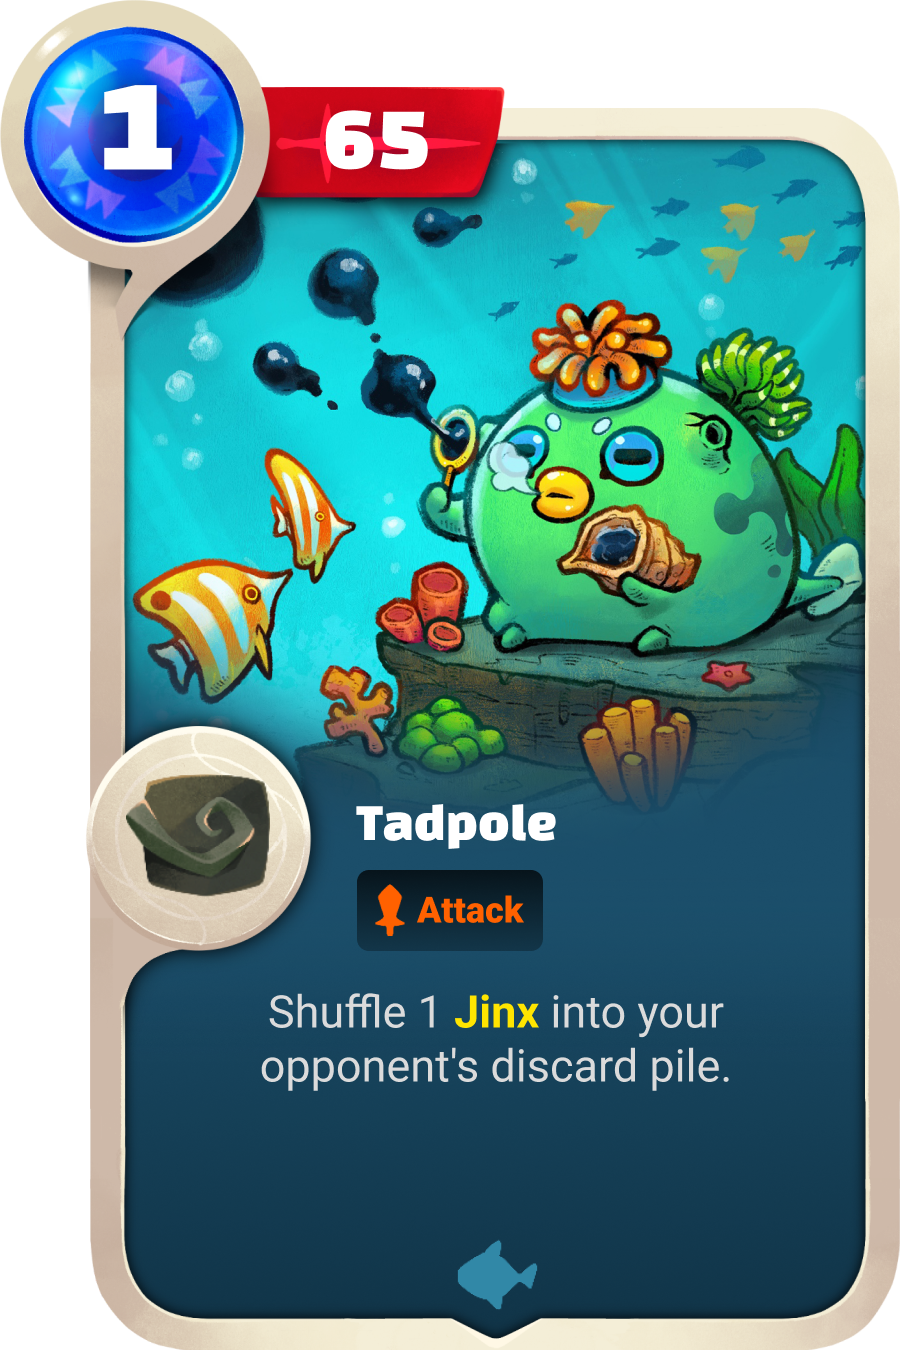 1
65
Tadpole
Attack
Shuffle 1 Jinx into your
opponent's discard pile.